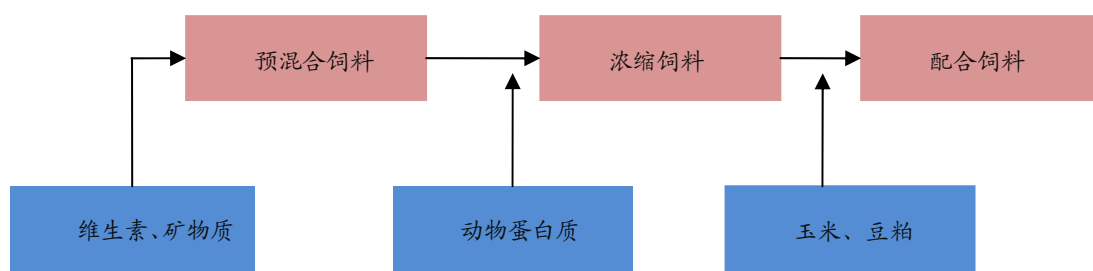 预混合饲料
浓缩饲料
配合饲料
维生素、矿物质
动物蛋白质
玉米、豆粕